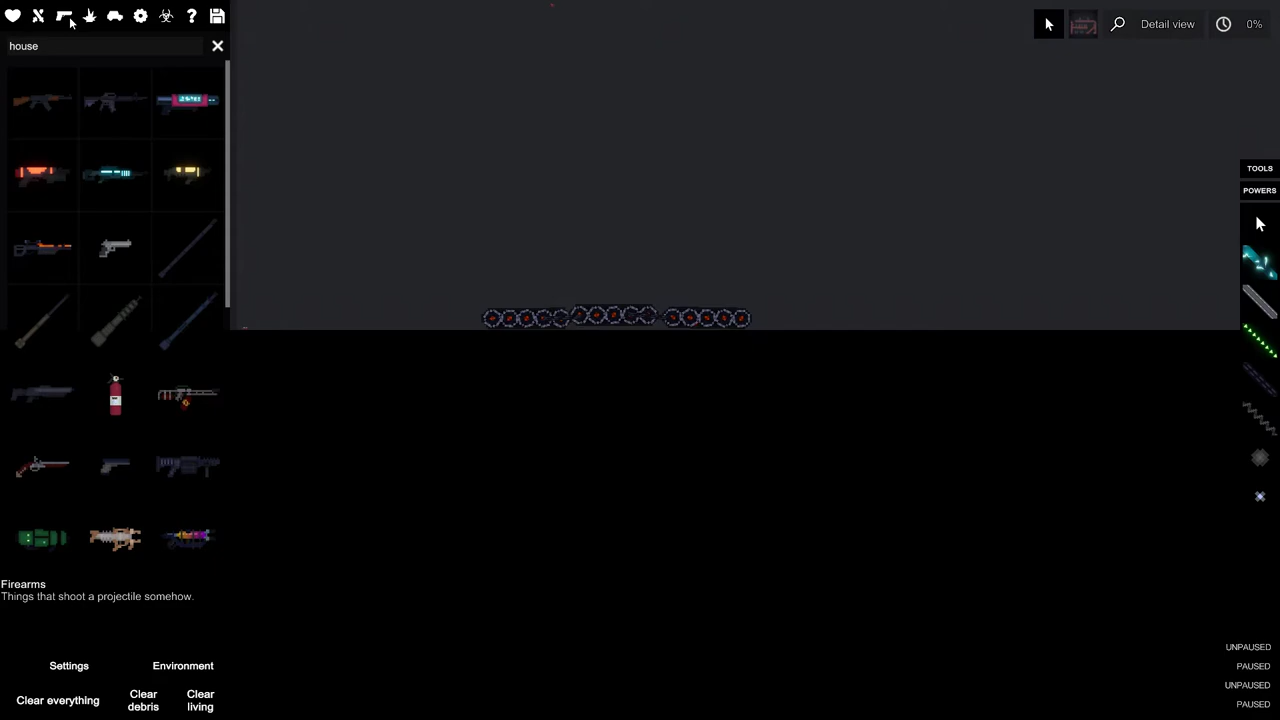 Detail view
0%
house
TOOLS
POWERS
Firearms
Things that shoot a projectile somehow.
Settings
Environment
Clear everything
Clear
debris
Clear
living
UNPAUSED
PAUSED
UNPAUSED
PAUSED